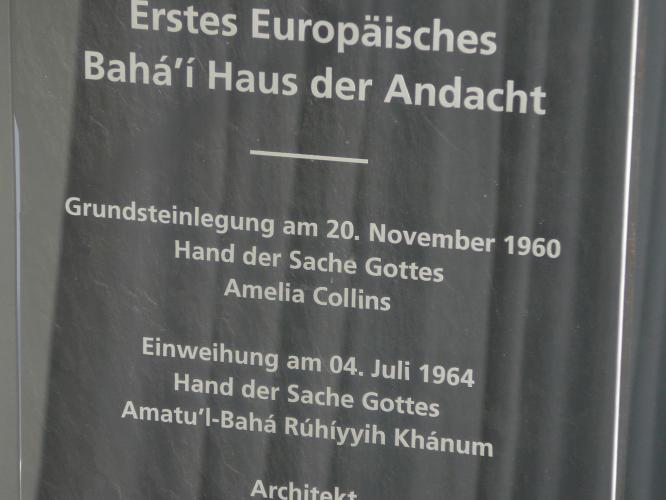 Erstes Europäisches
Bahá'í Haus der Andacht
Grundsteinlegung am 20. November 1960
Hand der Sache Gottes
Amelia Collins
Einweihung am 04. Juli 1964
Hand der Sache Gottes
Amatu'l-Bahá Rúhíyyih Khánum
Architekt